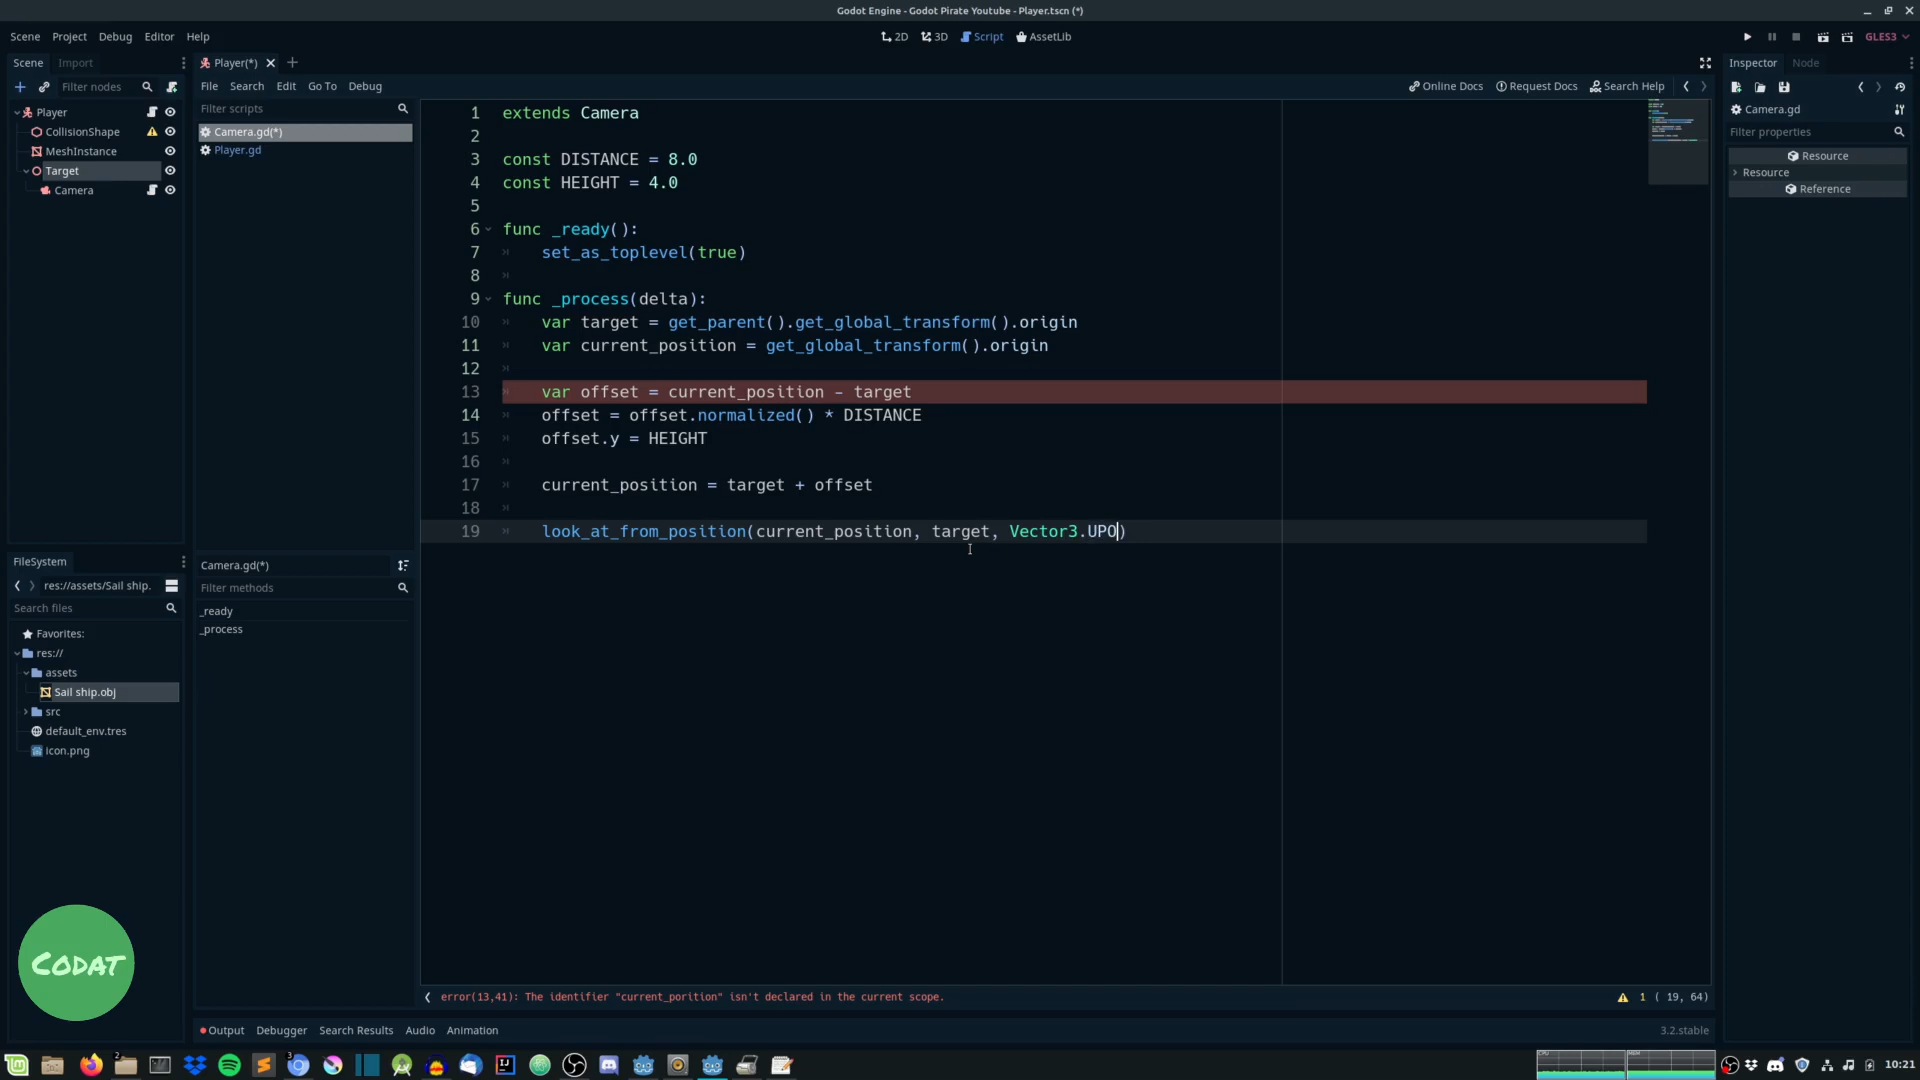 Godot Engine - Godot Pirate Youtube - Player.tscn (*)
Scene Project Debug Editor Help
2D 3D Script AssetLib
GLES3
Scene Import
Player(*)
Inspector Node
Filter nodes
File Search Edit Go To Debug
Online Docs Request Docs Search Help
Player
CollisionShape
MeshInstance
Target
Camera
Filter scripts
Camera.gd(*)
Player.gd
1 extends Camera
2
3 const DISTANCE = 8.0
4 const HEIGHT = 4.0
5
6 func _ready():
7 set_as_toplevel(true)
8
9 func _process(delta):
10 var target = get_parent().get_global_transform().origin
11 var current_position = get_global_transform().origin
12
13 var offset = current_position - target
14 offset = offset.normalized() * DISTANCE
15 offset.y = HEIGHT
16
17 current_position = target + offset
18
19 look_at_from_position(current_position, target, Vector3.UPO)
Camera.gd
Filter properties
Resource
Resource
Reference
FileSystem
res://assets/Sail ship.
Search files
Favorites:
res://
assets
Sail ship.obj
src
default_env.tres
icon.png
Camera.gd(*)
Filter methods
_ready
_process
CODAT
error(13,41): The identifier "current_porition" isn't declared in the current scope.
1 ( 19, 64)
Output Debugger Search Results Audio Animation
3.2.stable
2
3
CPU
MEM
10:21